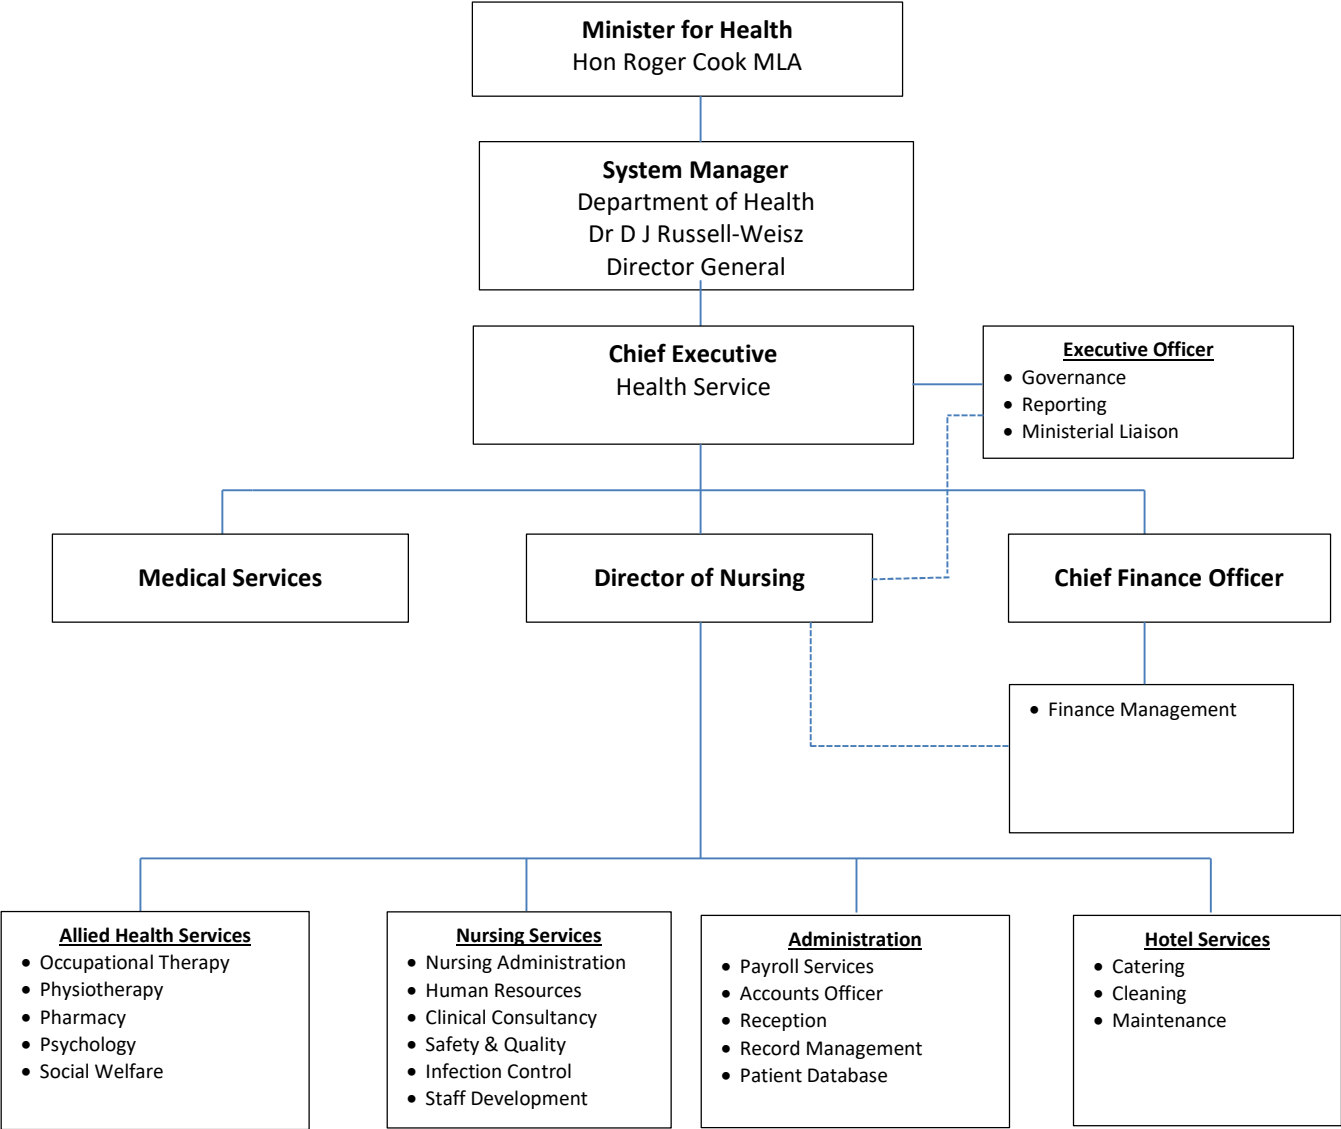 Minister for Health
Hon Roger Cook MLA
System Manager
Department of Health
Dr D J Russell-Weisz
Director General
Chief Executive
Health Service
Executive Officer
• Governance
• Reporting
• Ministerial Liaison
Medical Services
Director of Nursing
Chief Finance Officer
• Finance Management
Allied Health Services
• Occupational Therapy
• Physiotherapy
• Pharmacy
• Psychology
• Social Welfare
Nursing Services
• Nursing Administration
• Human Resources
• Clinical Consultancy
• Safety & Quality
• Infection Control
• Staff Development
Administration
• Payroll Services
• Accounts Officer
• Reception
• Record Management
• Patient Database
Hotel Services
• Catering
• Cleaning
• Maintenance